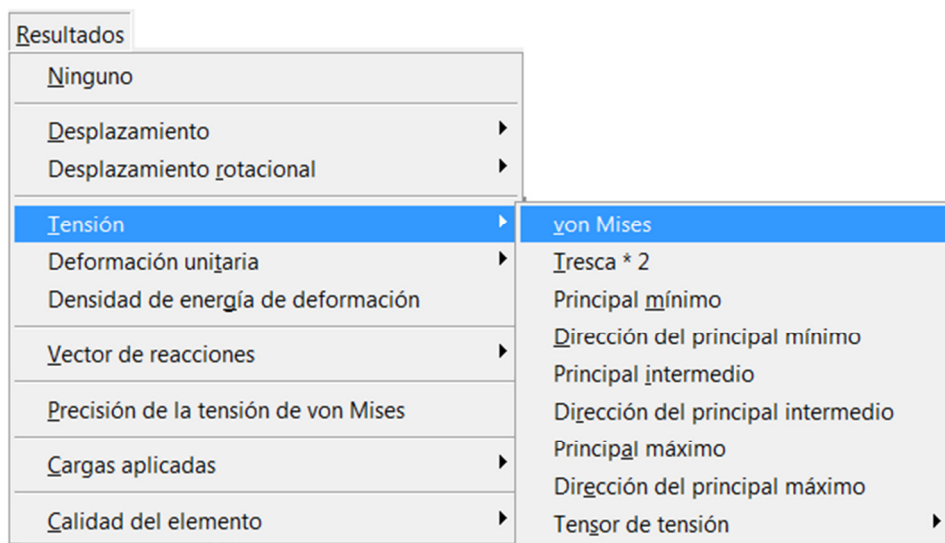 Resultados
Ninguno
Desplazamiento
Desplazamiento rotacional
Tensión
Deformación unitaria
Densidad de energía de deformación
Vector de reacciones
Precisión de la tensión de von Mises
Cargas aplicadas
Calidad del elemento
von Mises
Tresca * 2
Principal mínimo
Dirección del principal mínimo
Principal intermedio
Dirección del principal intermedio
Principal máximo
Dirección del principal máximo
Tensor de tensión